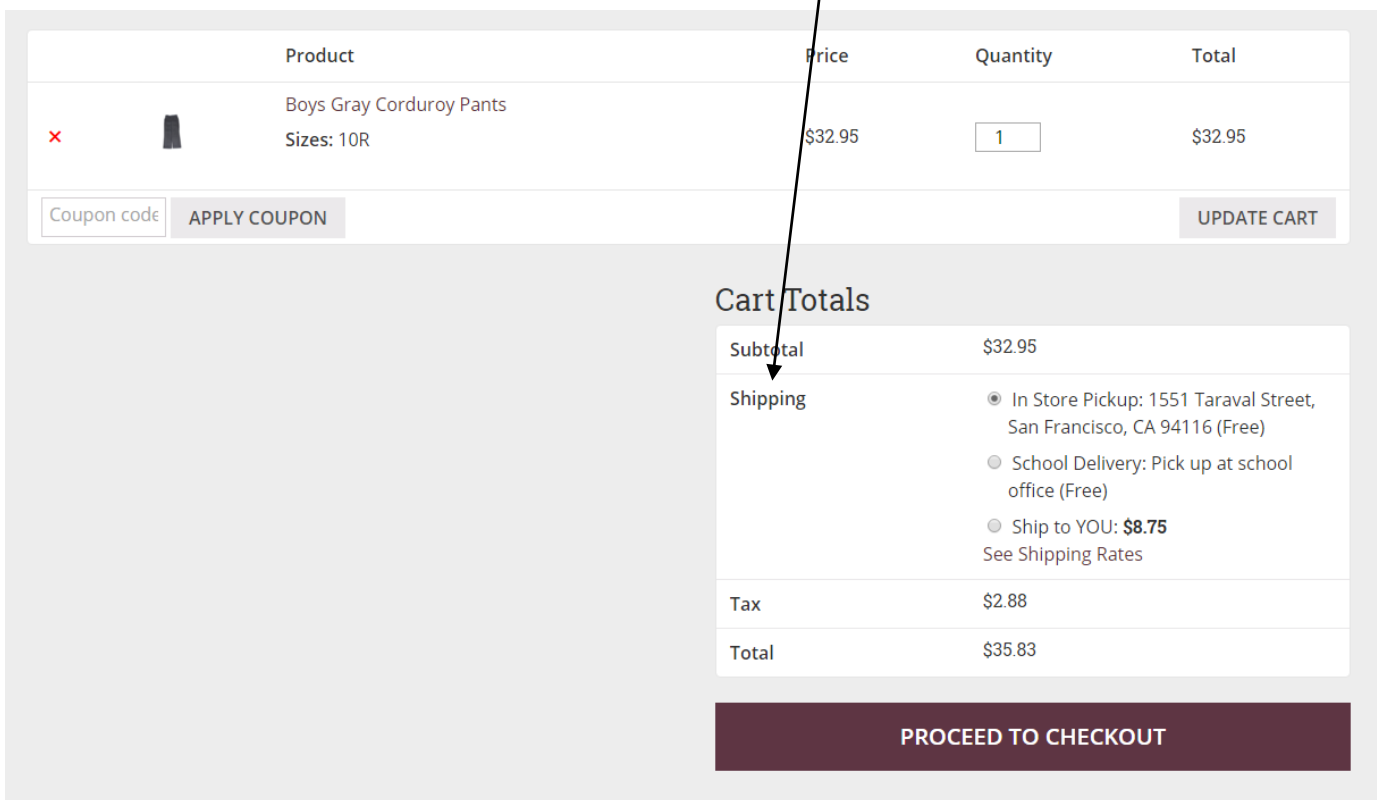 Product Price Quantity Total
Boys Gray Corduroy Pants
Sizes: 10R
× $32.95 1 $32.95
Coupon code APPLY COUPON UPDATE CART
Cart Totals
Subtotal $32.95
Shipping In Store Pickup: 1551 Taraval Street,
San Francisco, CA 94116 (Free)
School Delivery: Pick up at school
office (Free)
Ship to YOU: $8.75
See Shipping Rates
Tax $2.88
Total $35.83
PROCEED TO CHECKOUT